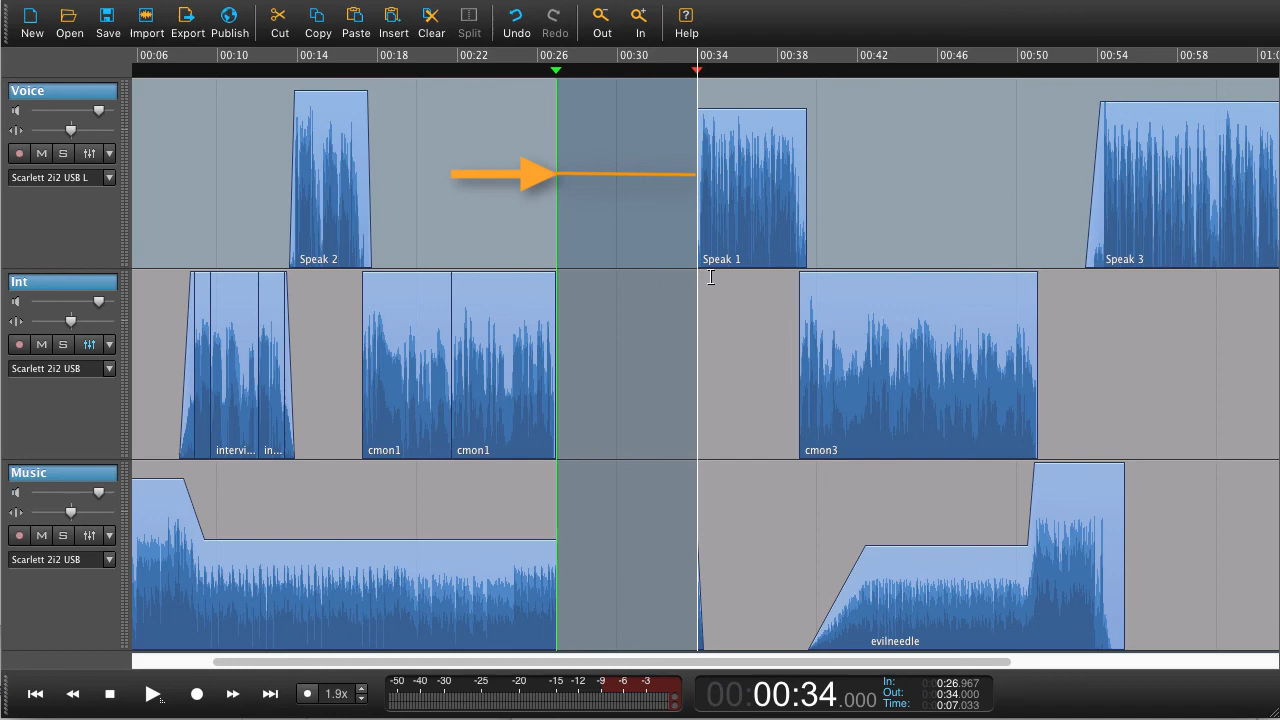 New Open Save Import Export Publish Cut Copy Paste Insert Clear Split Undo Redo Out In Help
00:06 00:10 00:14 00:18 00:22 00:26 00:30 00:34 00:38 00:42 00:46 00:50 00:54 00:58 01:0
Voice
M S
Scarlett 2i2 USB L
Speak 2 Speak 1 Speak 3
Int
M S
Scarlett 2i2 USB
intervi... in... cmon1 cmon1 cmon3
Music
M S
Scarlett 2i2 USB
evilneedle
1.9x
-50 -40 -30 -25 -20 -15 -12 -9 -6 -3
00:00:34.000
In: 0:00:26.967
Out: 0:00:34.000
Time: 0:00:07.033